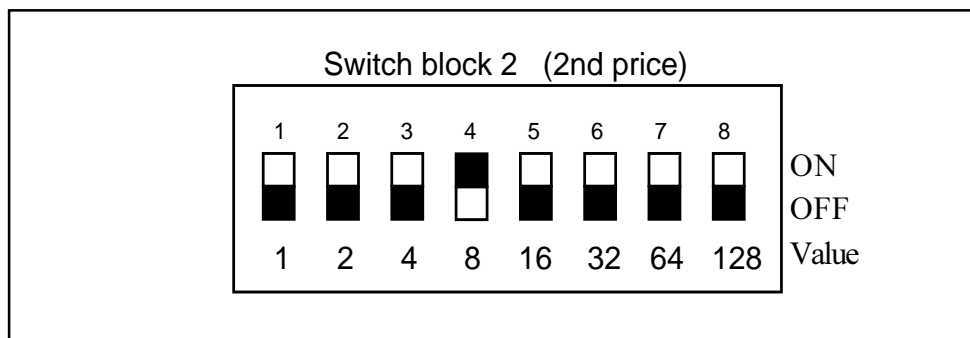 Switch block 2 (2nd price)
1 2 3 4 5 6 7 8
ON
OFF
1 2 4 8 16 32 64 128 Value